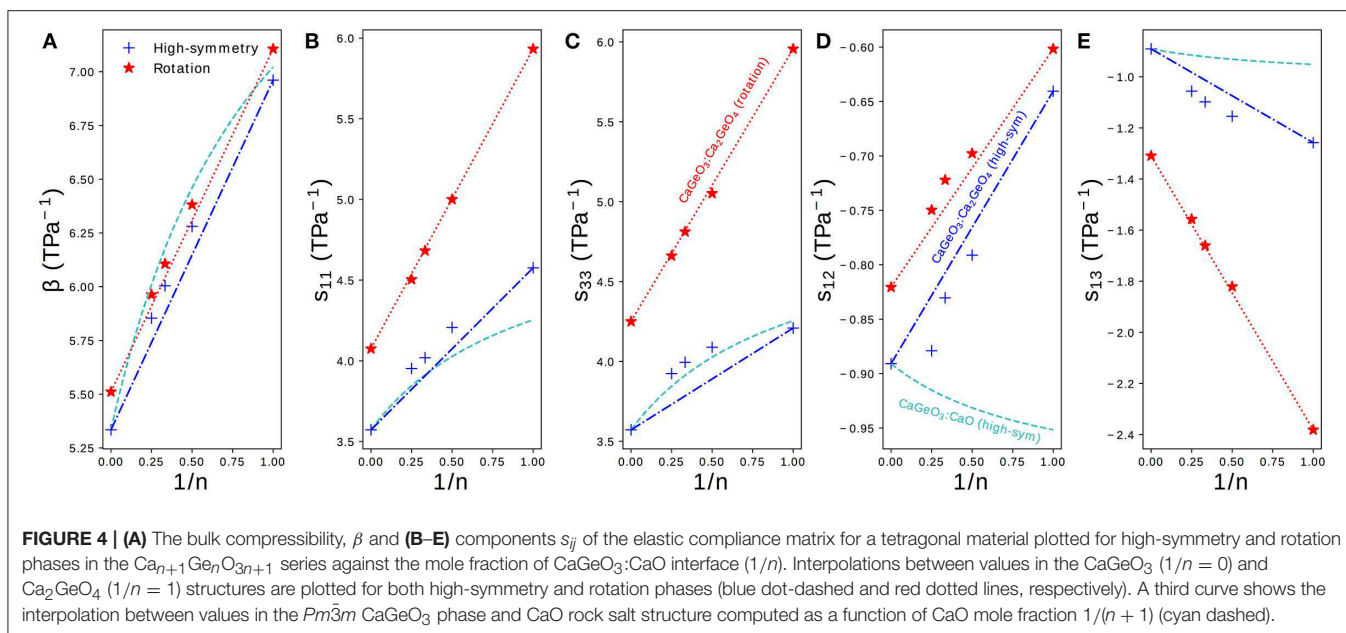 A
B
C
D
E
High-symmetry
Rotation
7.00
6.75
6.50
6.25
6.00
5.75
5.50
5.25
β (TPa⁻¹)
0.00 0.25 0.50 0.75 1.00
1/n
6.0
5.5
5.0
4.5
4.0
3.5
s₁₁ (TPa⁻¹)
0.00 0.25 0.50 0.75 1.00
1/n
6.0
5.5
5.0
4.5
4.0
3.5
s₃₃ (TPa⁻¹)
CaGeO₃:Ca₂GeO₄ (rotation)
0.00 0.25 0.50 0.75 1.00
1/n
−0.60
−0.65
−0.70
−0.75
−0.80
−0.85
−0.90
−0.95
s₁₂ (TPa⁻¹)
CaGeO₃:Ca₂GeO₄ (high-sym)
CaGeO₃:CaO (high-sym)
0.00 0.25 0.50 0.75 1.00
1/n
−1.0
−1.2
−1.4
−1.6
−1.8
−2.0
−2.2
−2.4
s₁₃ (TPa⁻¹)
0.00 0.25 0.50 0.75 1.00
1/n
FIGURE 4 | (A) The bulk compressibility, β and (B–E) components sᵢⱼ of the elastic compliance matrix for a tetragonal material plotted for high-symmetry and rotation
phases in the Caₙ₊₁GeₙO₃ₙ₊₁ series against the mole fraction of CaGeO₃:CaO interface (1/n). Interpolations between values in the CaGeO₃ (1/n = 0) and
Ca₂GeO₄ (1/n = 1) structures are plotted for both high-symmetry and rotation phases (blue dot-dashed and red dotted lines, respectively). A third curve shows the
interpolation between values in the Pm3̄m CaGeO₃ phase and CaO rock salt structure computed as a function of CaO mole fraction 1/(n + 1) (cyan dashed).